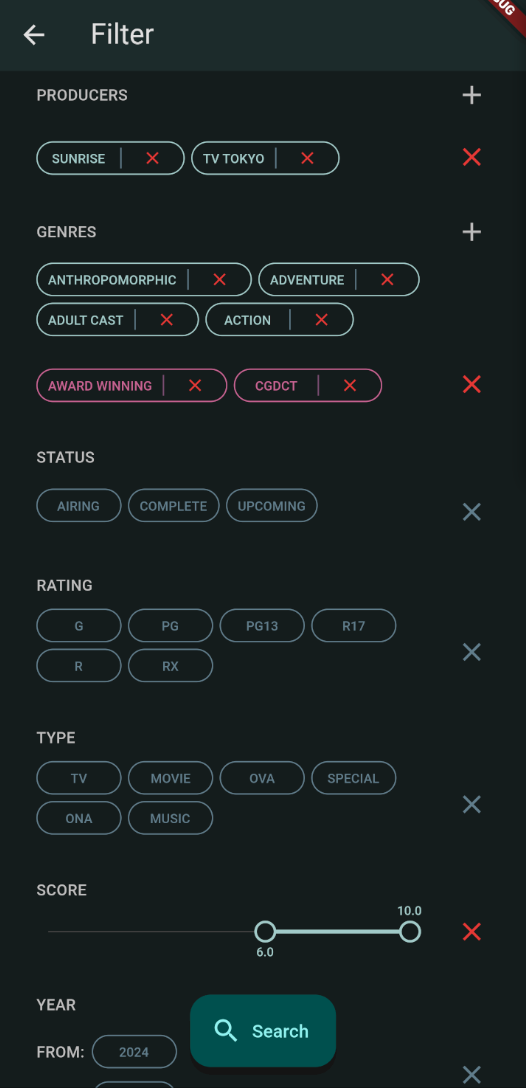 Filter
PRODUCERS
SUNRISE TV TOKYO
GENRES
ANTHROPOMORPHIC ADVENTURE
ADULT CAST ACTION
AWARD WINNING CGDCT
STATUS
AIRING COMPLETE UPCOMING
RATING
G PG PG13 R17
R RX
TYPE
TV MOVIE OVA SPECIAL
ONA MUSIC
SCORE
10.0
6.0
YEAR
Search
FROM: 2024